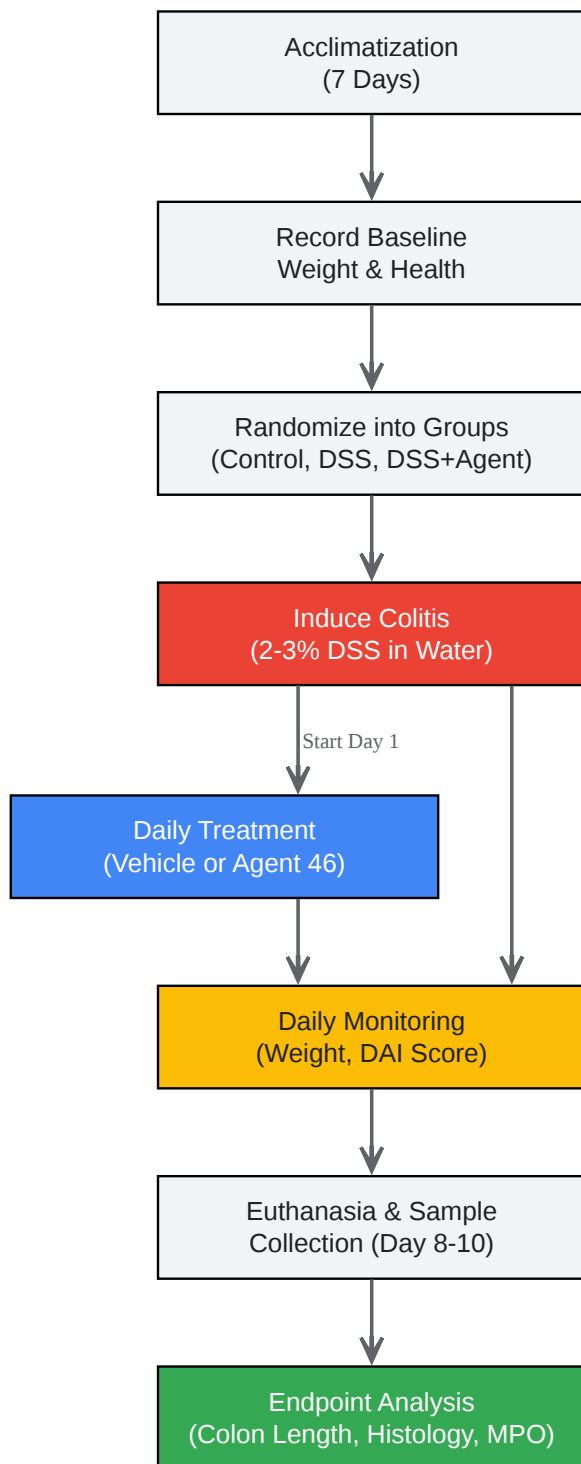 Acclimatization
(7 Days)
Record Baseline
Weight & Health
Randomize into Groups
(Control, DSS, DSS+Agent)
Induce Colitis
(2-3% DSS in Water)
Start Day 1
Daily Treatment
(Vehicle or Agent 46)
Daily Monitoring
(Weight, DAI Score)
Euthanasia & Sample
Collection (Day 8-10)
Endpoint Analysis
(Colon Length, Histology, MPO)